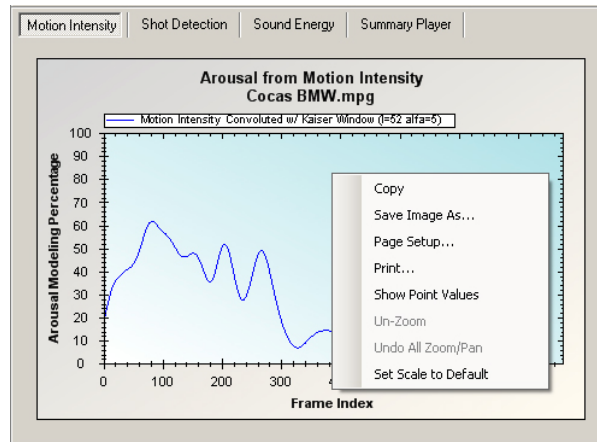 Motion Intensity Shot Detection Sound Energy Summary Player
Arousal from Motion Intensity
Cocas BMW.mpg
Motion Intensity Convoluted w/ Kaiser Window (l=52 alfa=5)
Arousal Modeling Percentage
100
90
80
70
60
50
40
30
20
10
0
0 100 200 300
Frame Index
Copy
Save Image As...
Page Setup...
Print...
Show Point Values
Un-Zoom
Undo All Zoom/Pan
Set Scale to Default